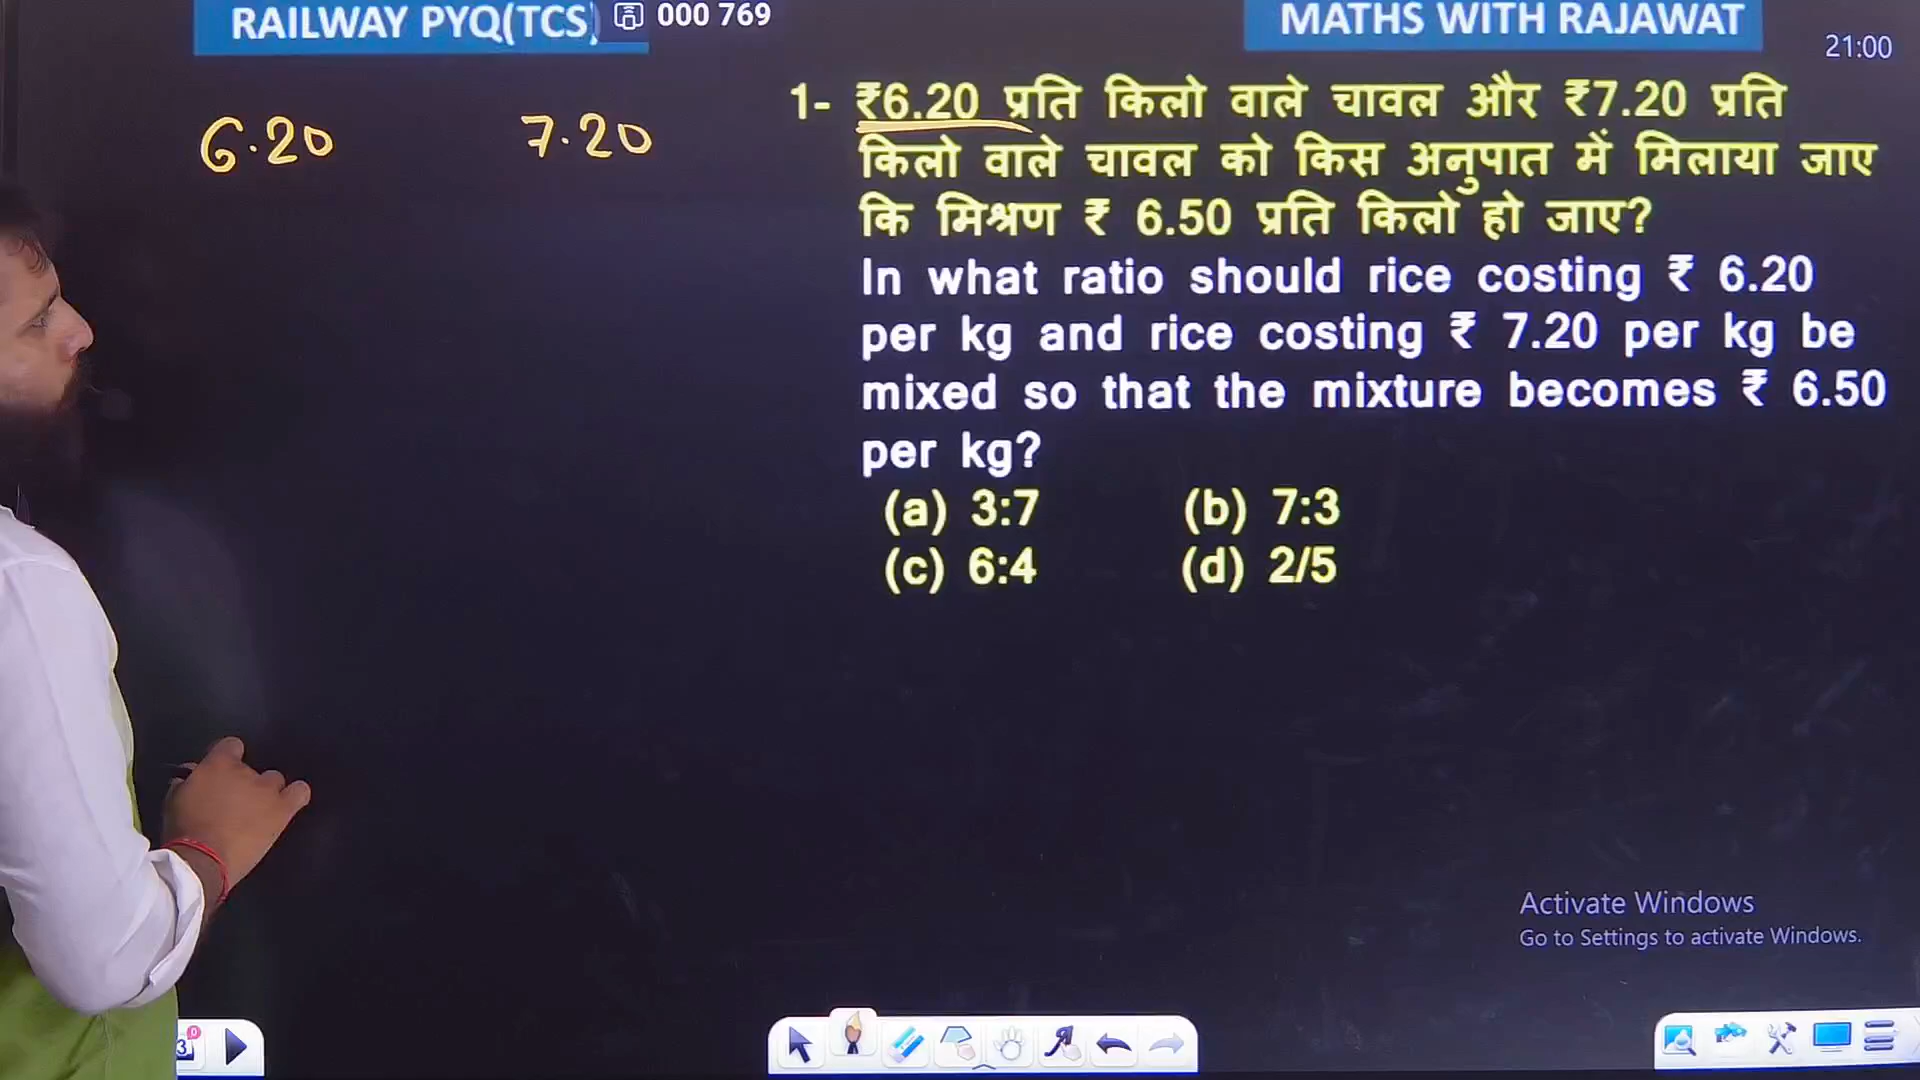 RAILWAY PYQ(TCS)
000 769
MATHS WITH RAJAWAT
21:00
6.20 7.20
1- ₹6.20 प्रति किलो वाले चावल और ₹7.20 प्रति
किलो वाले चावल को किस अनुपात में मिलाया जाए
कि मिश्रण ₹ 6.50 प्रति किलो हो जाए?
In what ratio should rice costing ₹ 6.20
per kg and rice costing ₹ 7.20 per kg be
mixed so that the mixture becomes ₹ 6.50
per kg?
(a) 3:7 (b) 7:3
(c) 6:4 (d) 2/5
Activate Windows
Go to Settings to activate Windows.